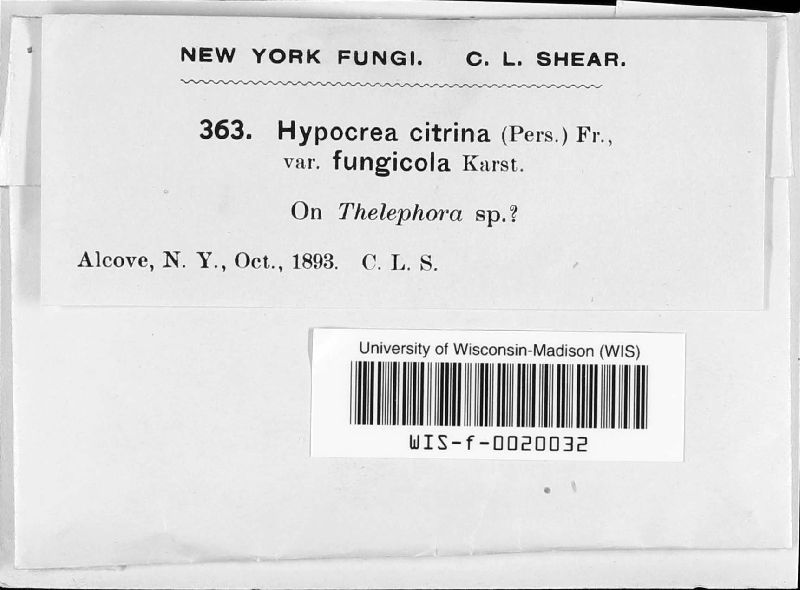 NEW YORK FUNGI. C. L. SHEAR.
363. Hypocrea citrina (Pers.) Fr.,
var. fungicola Karst.
On Thelephora sp.?
Alcove, N. Y., Oct., 1893. C. L. S.
University of Wisconsin-Madison (WIS)
WIS-f-0020032